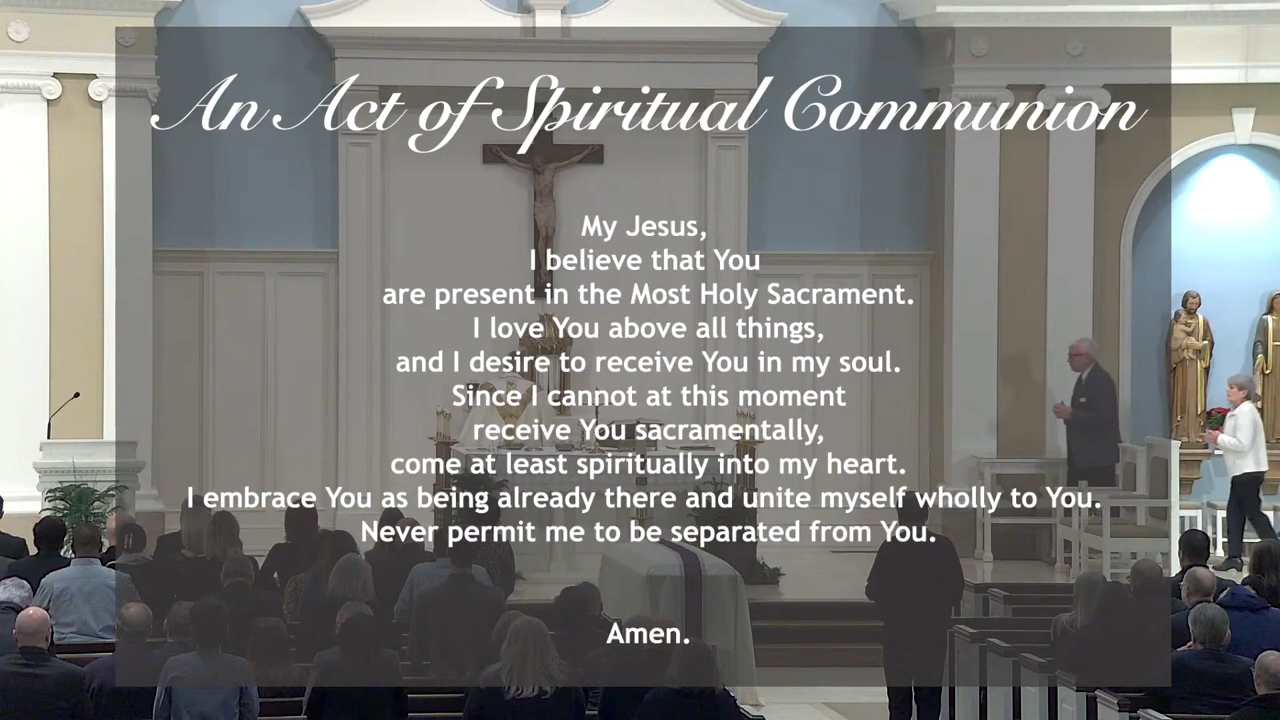 An Act of Spiritual Communion
My Jesus,
I believe that You
are present in the Most Holy Sacrament.
I love You above all things,
and I desire to receive You in my soul.
Since I cannot at this moment
receive You sacramentally,
come at least spiritually into my heart.
I embrace You as being already there and unite myself wholly to You.
Never permit me to be separated from You.
Amen.